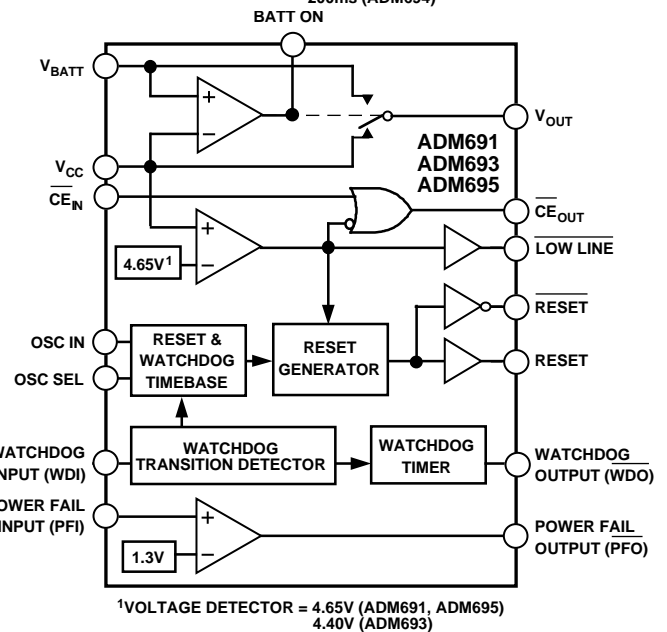 200ms (ADM694)
BATT ON
VBATT
+
−
VOUT
ADM691
ADM693
ADM695
VCC
CEIN
+
−
4.65V1
CEOUT
LOW LINE
RESET
OSC IN
OSC SEL
RESET &
WATCHDOG
TIMEBASE
RESET
GENERATOR
RESET
WATCHDOG
INPUT (WDI)
WATCHDOG
TRANSITION DETECTOR
WATCHDOG
TIMER
WATCHDOG
OUTPUT (WDO)
POWER FAIL
INPUT (PFI)
+
−
1.3V
POWER FAIL
OUTPUT (PFO)
1VOLTAGE DETECTOR = 4.65V (ADM691, ADM695)
4.40V (ADM693)